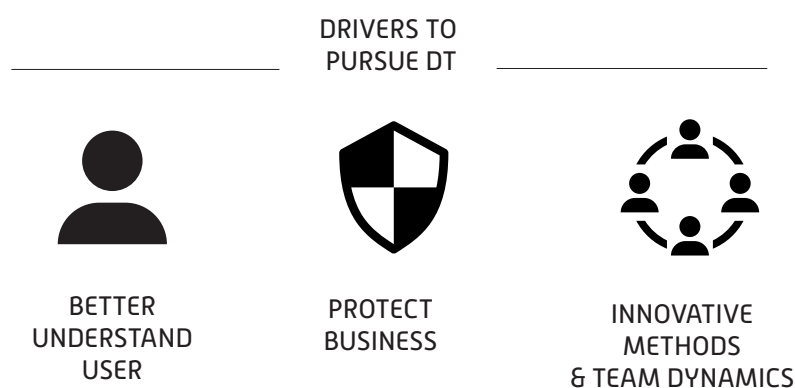 DRIVERS TO
PURSUE DT
BETTER
UNDERSTAND
USER
PROTECT
BUSINESS
INNOVATIVE
METHODS
& TEAM DYNAMICS